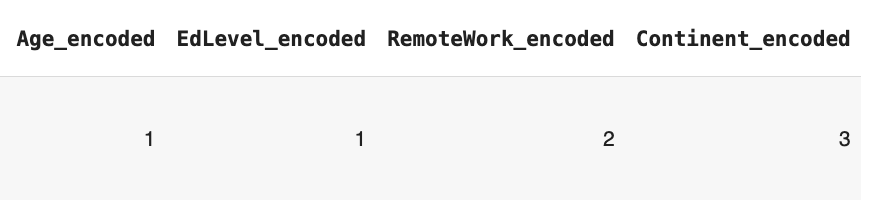 Age_encoded EdLevel_encoded RemoteWork_encoded Continent_encoded
1 1 2 3